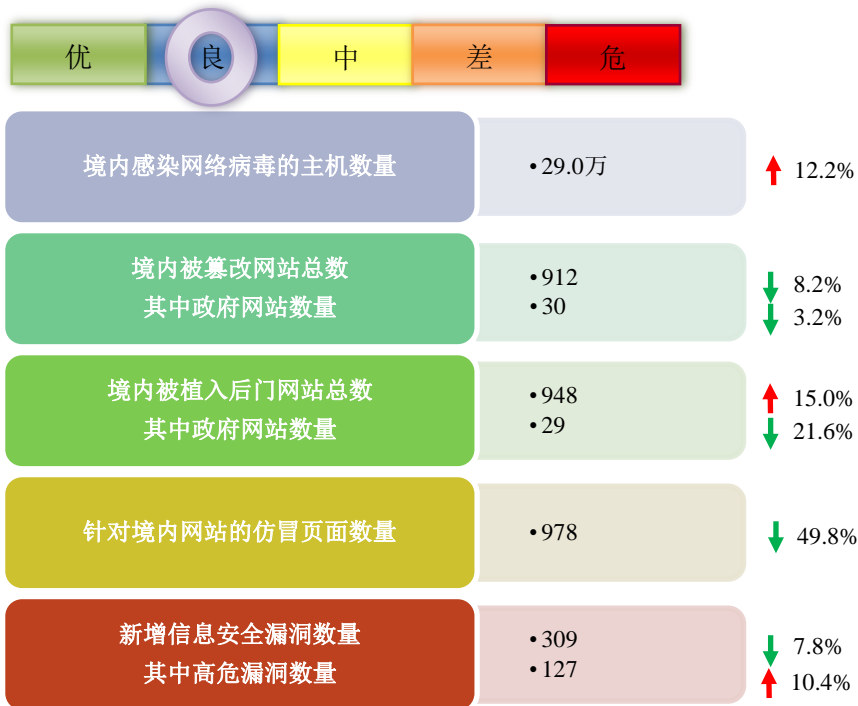 优 良 中 差 危
境内感染网络病毒的主机数量 •29.0万 12.2%
境内被篡改网站总数 •912 8.2%
其中政府网站数量 •30 3.2%
境内被植入后门网站总数 •948 15.0%
其中政府网站数量 •29 21.6%
针对境内网站的仿冒页面数量 •978 49.8%
新增信息安全漏洞数量 •309 7.8%
其中高危漏洞数量 •127 10.4%